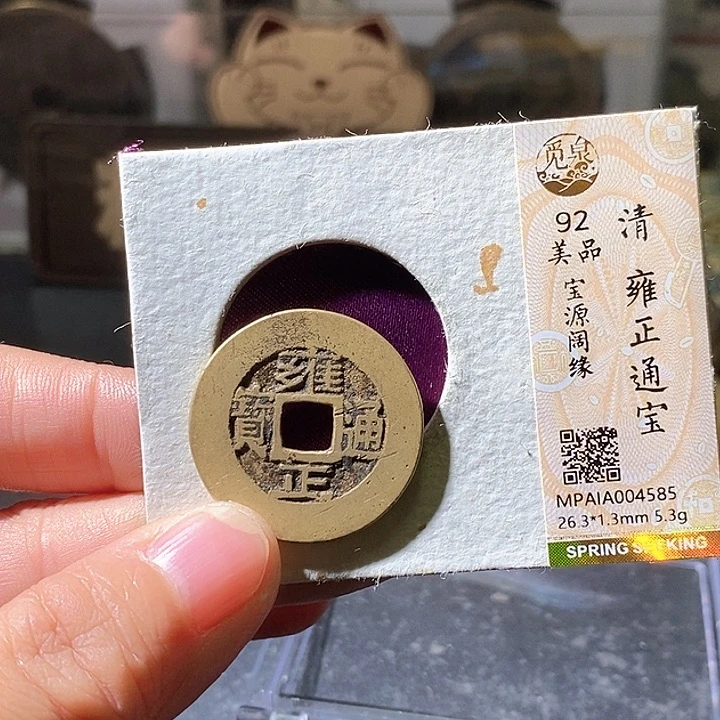 雍正通寳
觅泉
清 雍正通宝
92
美品
宝源阔缘
MPAIA004585
26.3*1.3mm 5.3g
SPRING S KING